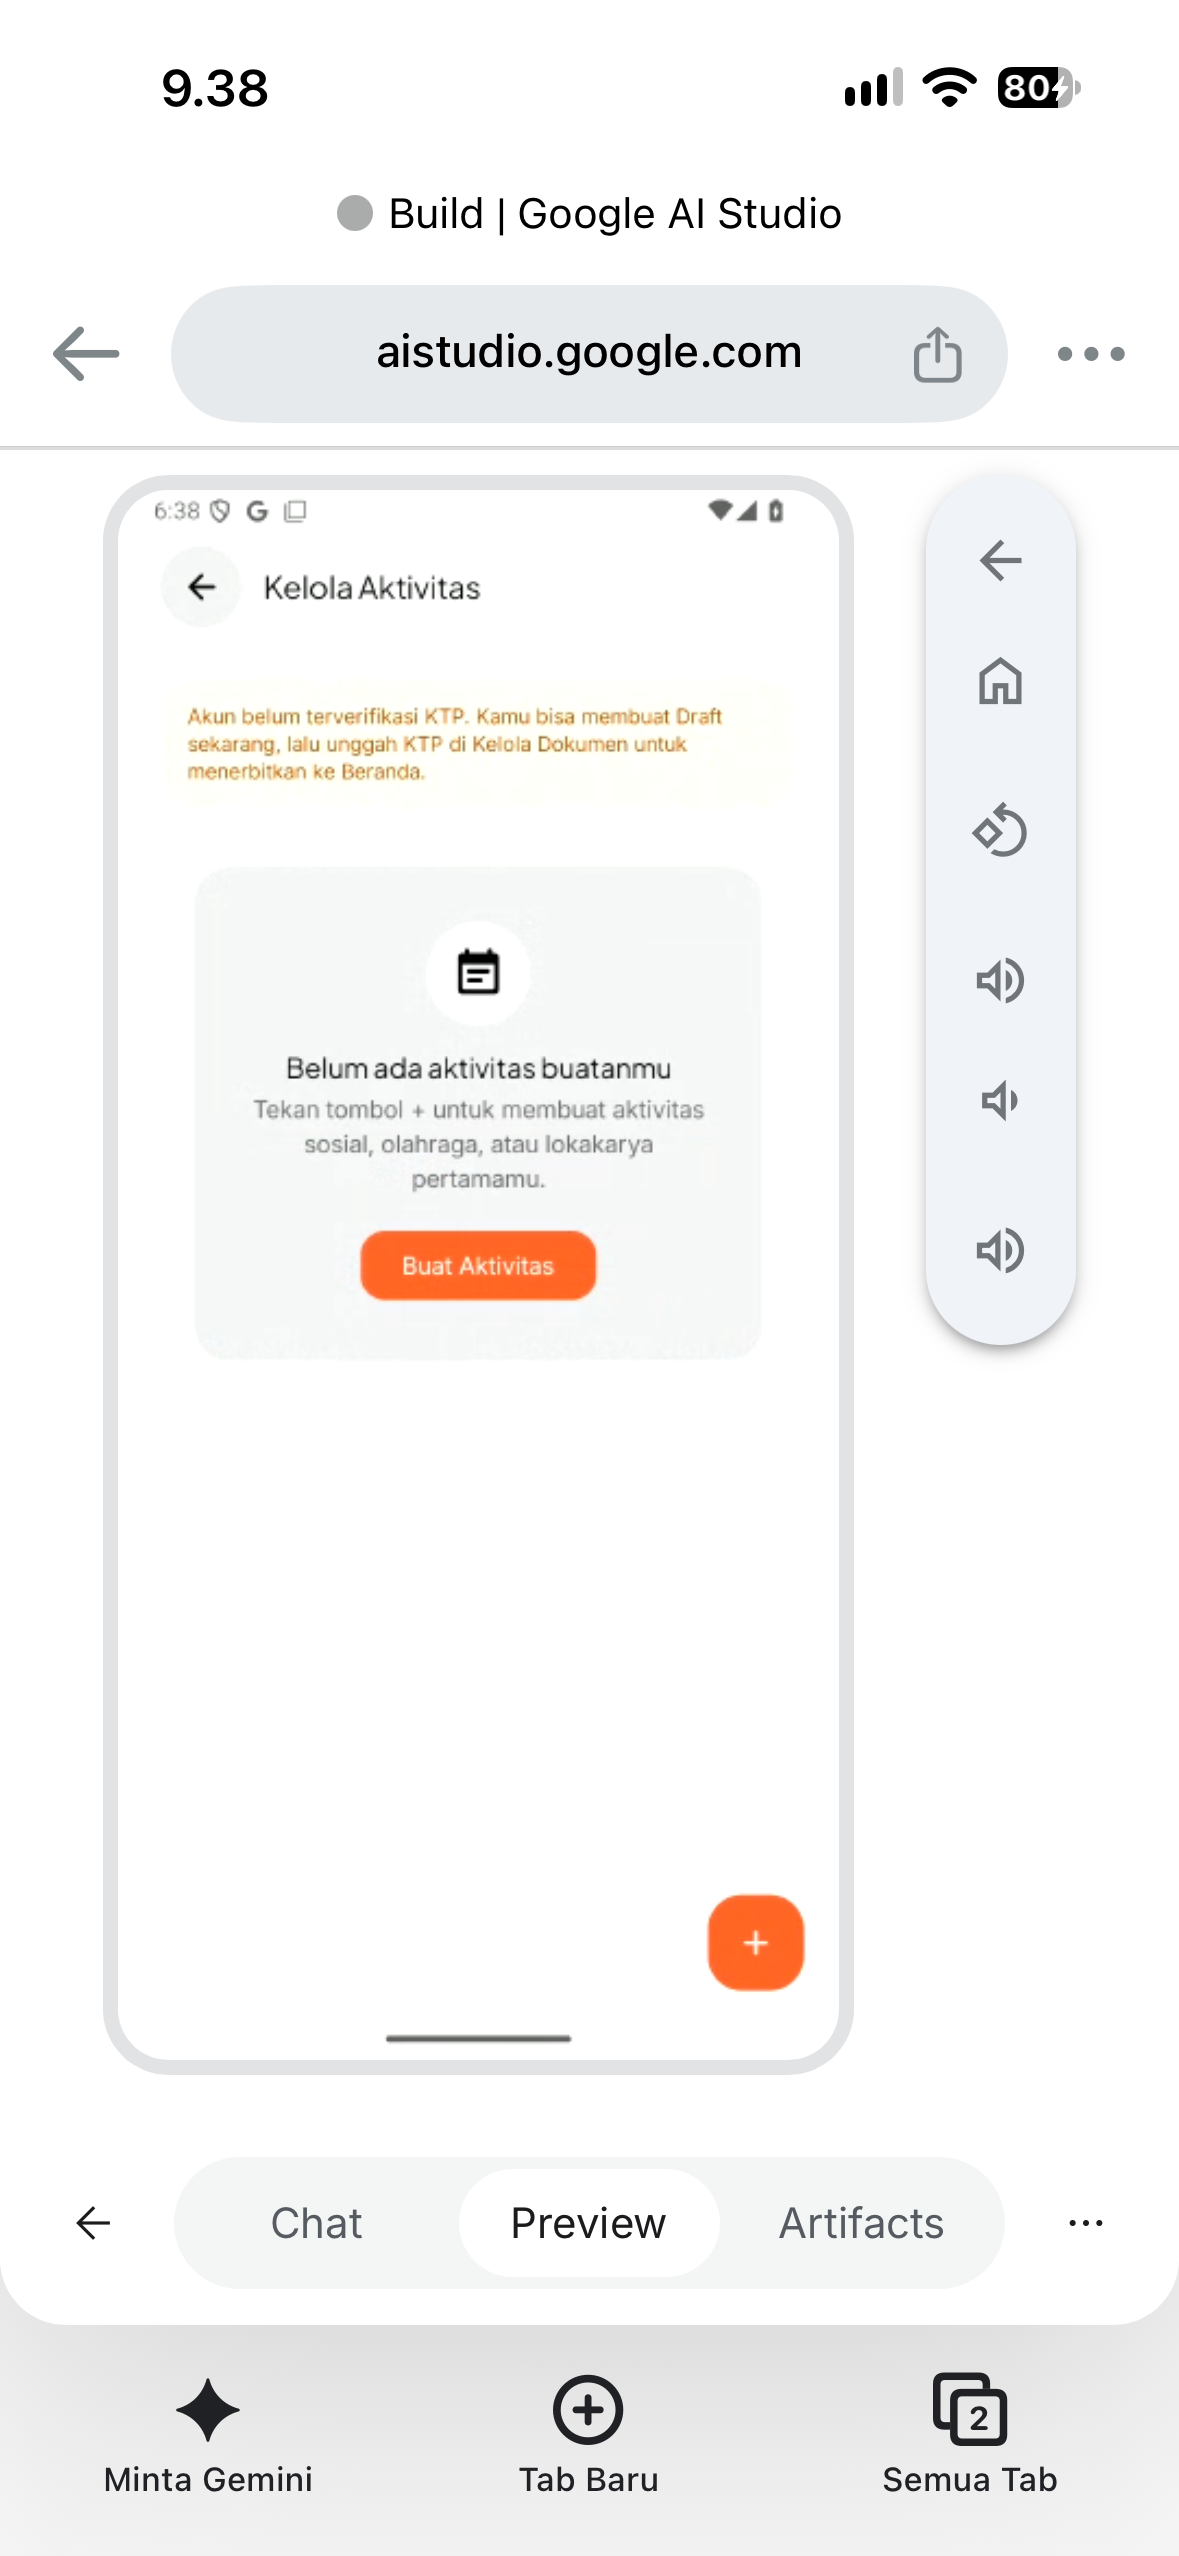 9.38
80
Build | Google AI Studio
aistudio.google.com
6:38
Kelola Aktivitas
Akun belum terverifikasi KTP. Kamu bisa membuat Draft
sekarang, lalu unggah KTP di Kelola Dokumen untuk
menerbitkan ke Beranda.
Belum ada aktivitas buatanmu
Tekan tombol + untuk membuat aktivitas
sosial, olahraga, atau lokakarya
pertamamu.
Buat Aktivitas
+
Chat
Preview
Artifacts
2
Minta Gemini
Tab Baru
Semua Tab